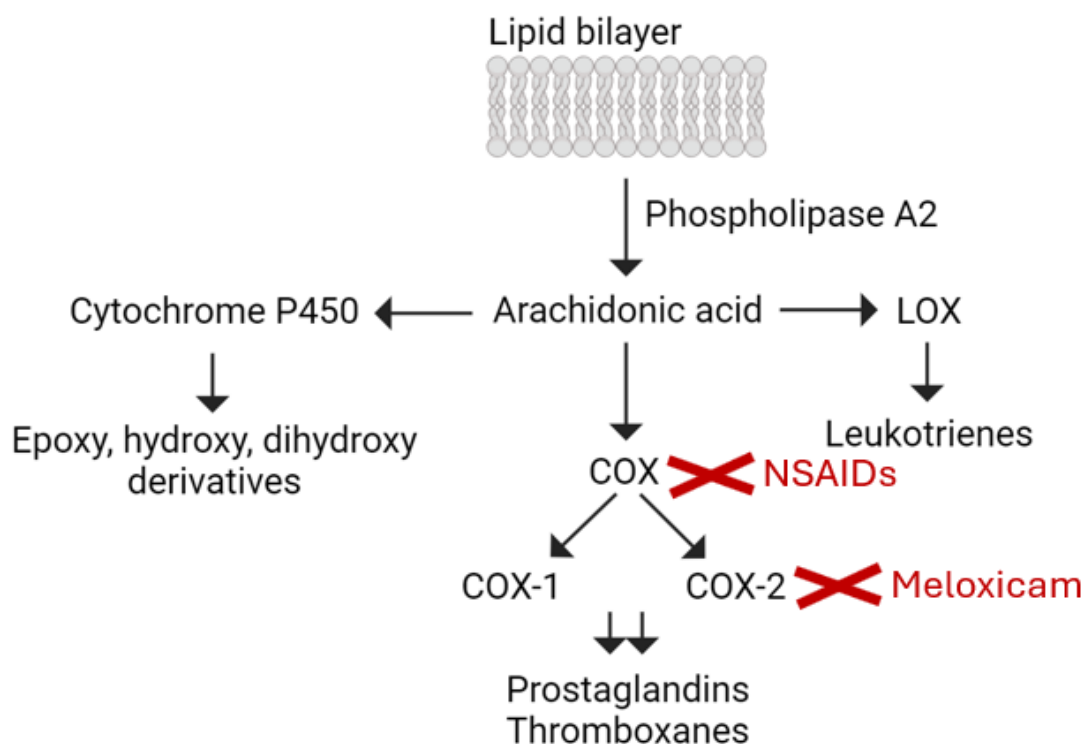 Lipid bilayer
Phospholipase A2
Cytochrome P450
Arachidonic acid
LOX
Epoxy, hydroxy, dihydroxy
derivatives
Leukotrienes
COX
NSAIDs
COX-1
COX-2
Meloxicam
Prostaglandins
Thromboxanes